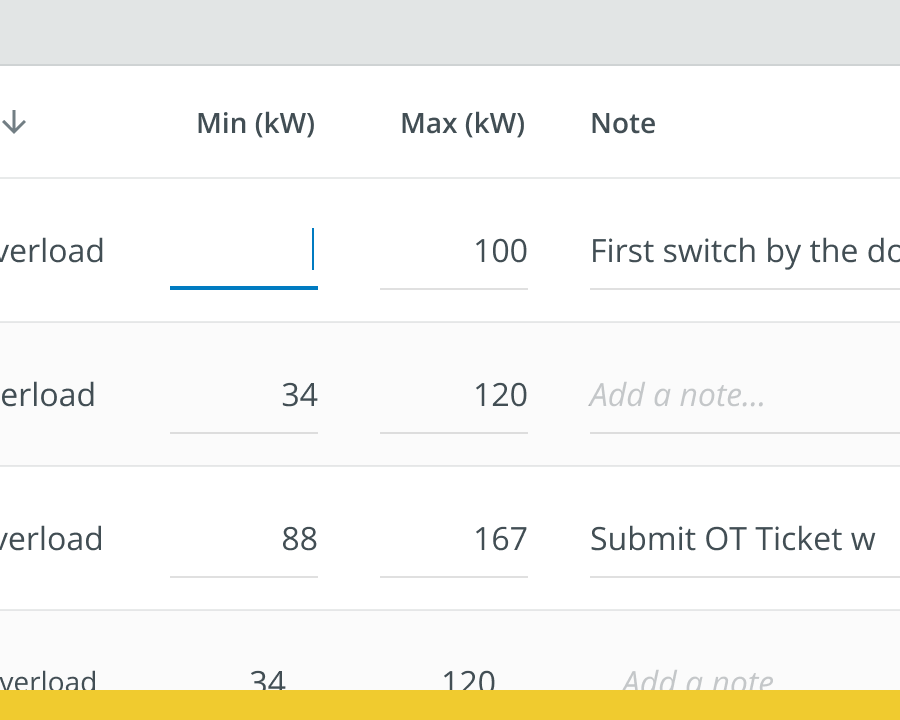 Min (kW) Max (kW) Note
verload 100 First switch by the do
erload 34 120 Add a note...
verload 88 167 Submit OT Ticket w
verload 34 120 Add a note